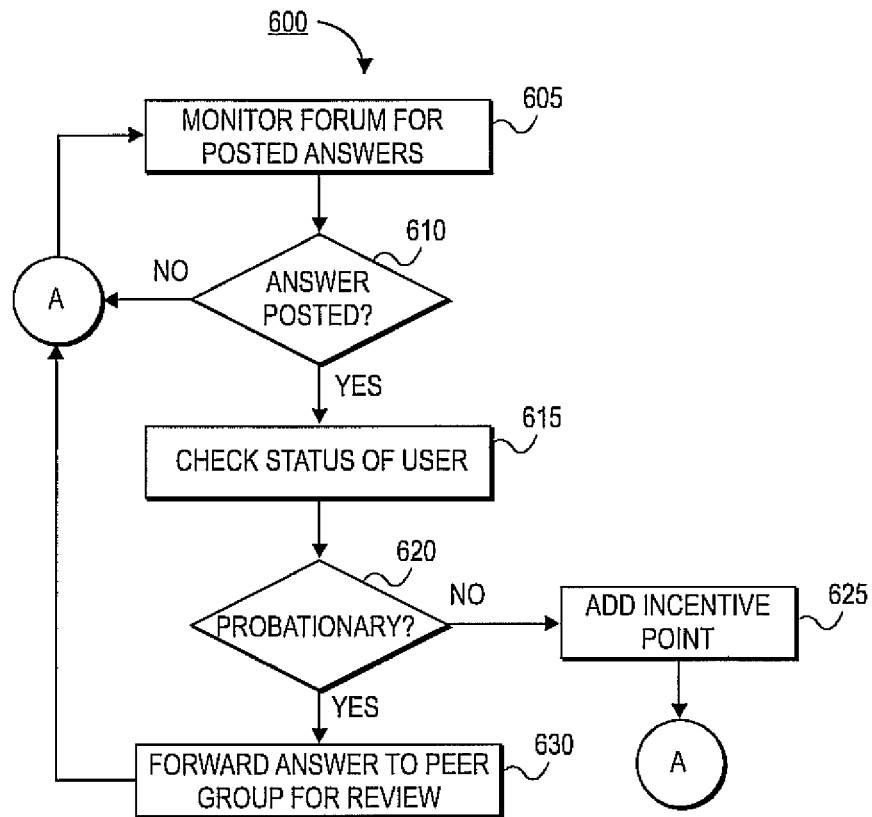 600
605
MONITOR FORUM FOR
POSTED ANSWERS
610
NO
A
ANSWER
POSTED?
YES
615
CHECK STATUS OF USER
620
NO
625
PROBATIONARY?
ADD INCENTIVE
POINT
YES
630
FORWARD ANSWER TO PEER
GROUP FOR REVIEW
A